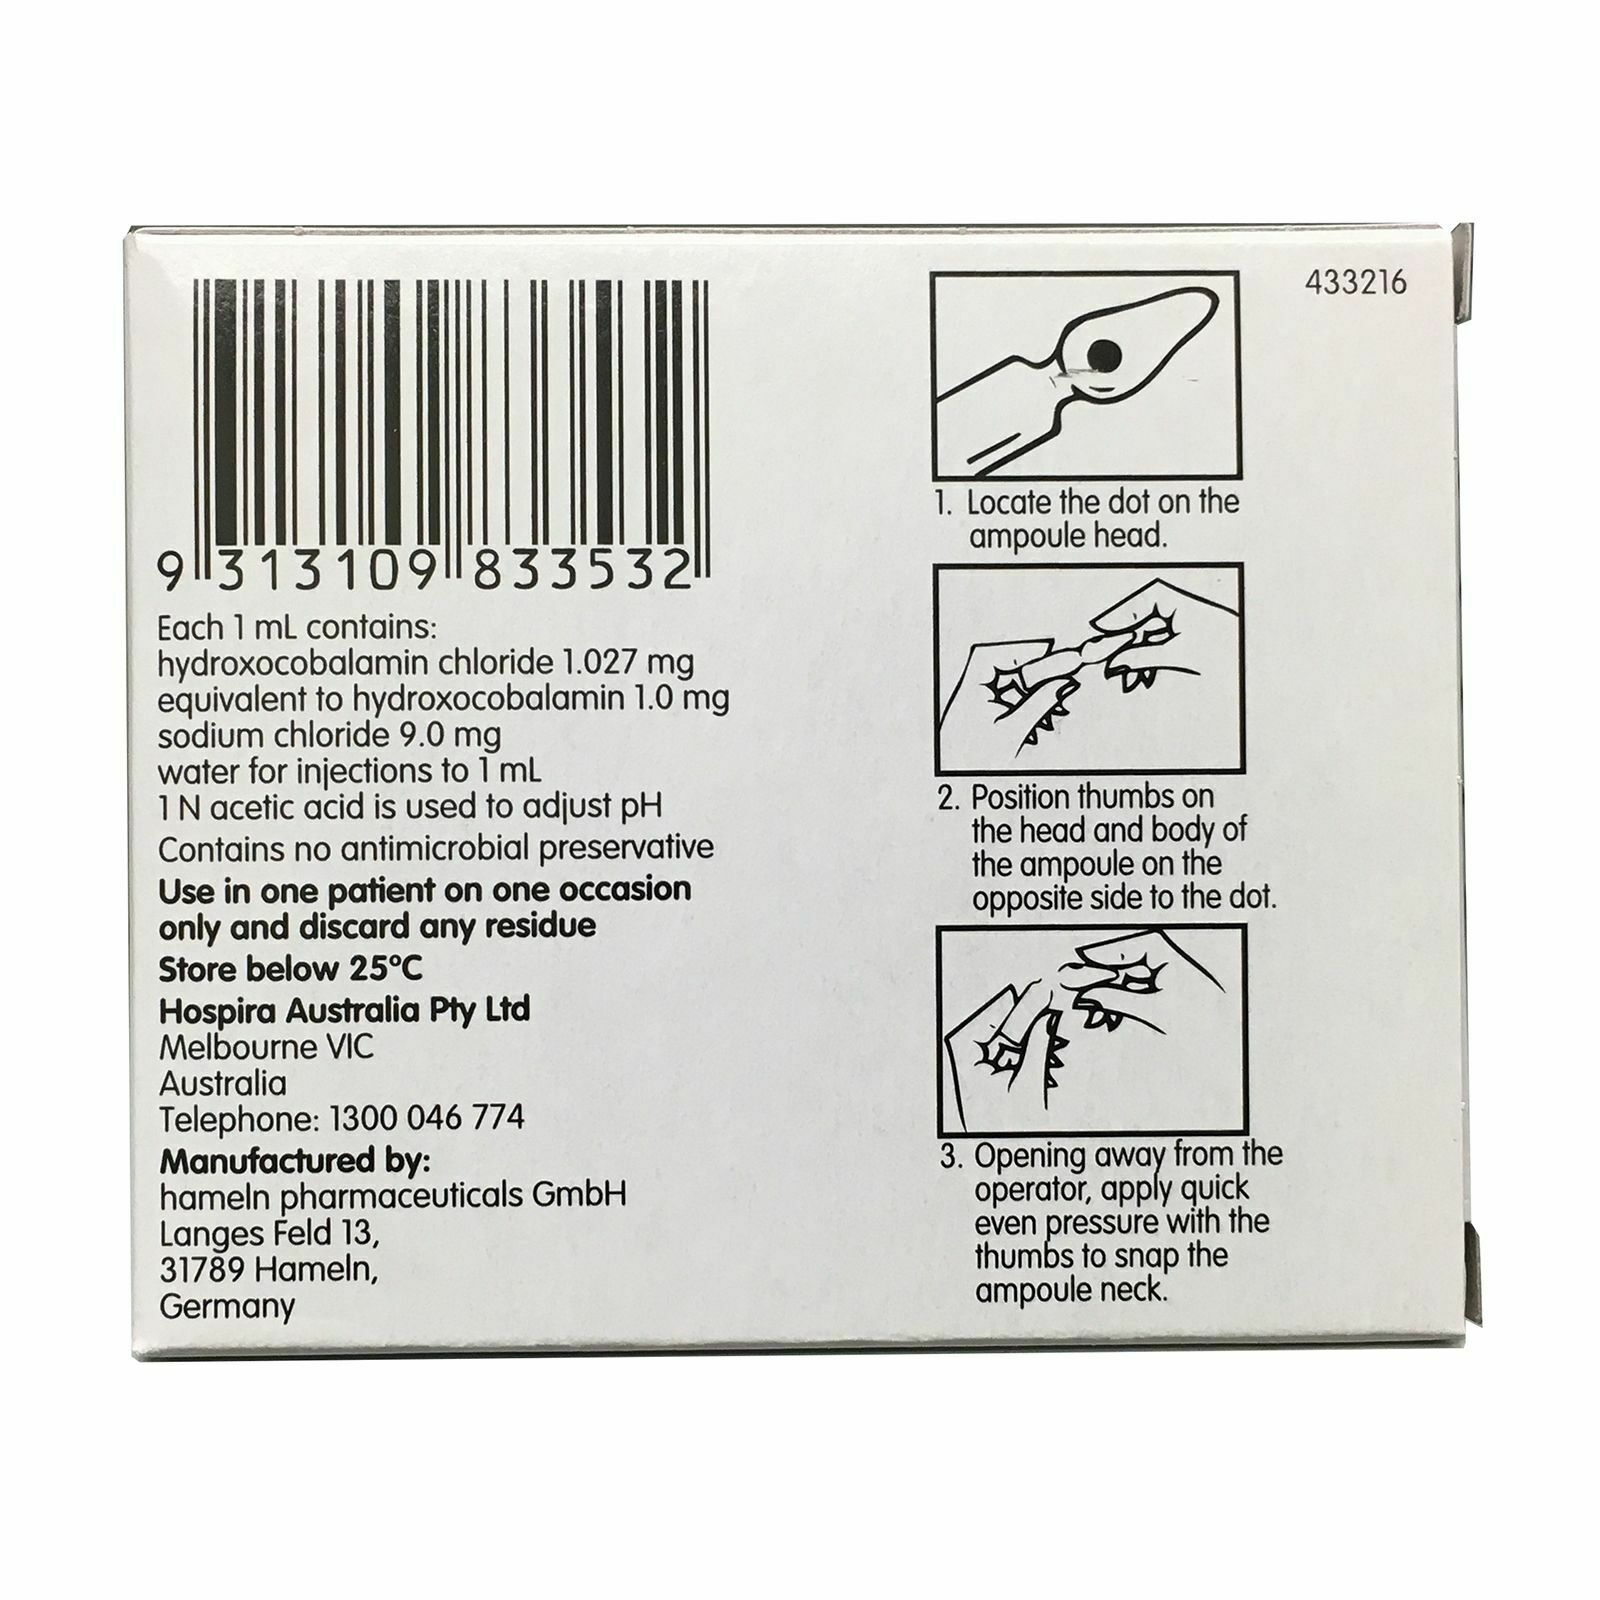 9 313109 833532
Each 1 mL contains:
hydroxocobalamin chloride 1.027 mg
equivalent to hydroxocobalamin 1.0 mg
sodium chloride 9.0 mg
water for injections to 1 mL
1 N acetic acid is used to adjust pH
Contains no antimicrobial preservative
Use in one patient on one occasion
only and discard any residue
Store below 25°C
Hospira Australia Pty Ltd
Melbourne VIC
Australia
Telephone: 1300 046 774
Manufactured by:
hameln pharmaceuticals GmbH
Langes Feld 13,
31789 Hameln,
Germany
433216
1. Locate the dot on the
ampoule head.
2. Position thumbs on
the head and body of
the ampoule on the
opposite side to the dot.
3. Opening away from the
operator, apply quick
even pressure with the
thumbs to snap the
ampoule neck.